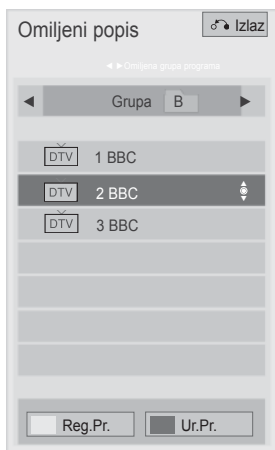 Omiljeni popis Izlaz
◄ ►Omiljena grupa programa
◄ Grupa B ►
DTV 1 BBC
DTV 2 BBC
DTV 3 BBC
Reg.Pr. Ur.Pr.